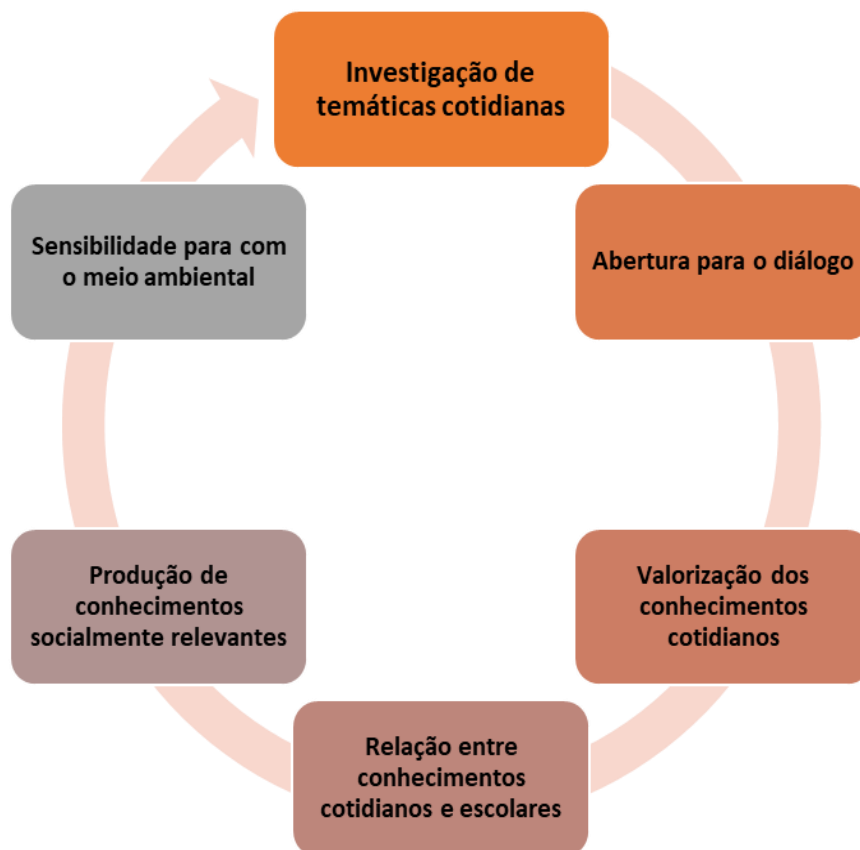 Investigação de
temáticas cotidianas
Abertura para o diálogo
Valorização dos
conhecimentos
cotidianos
Relação entre
conhecimentos
cotidianos e escolares
Produção de
conhecimentos
socialmente relevantes
Sensibilidade para com
o meio ambiental